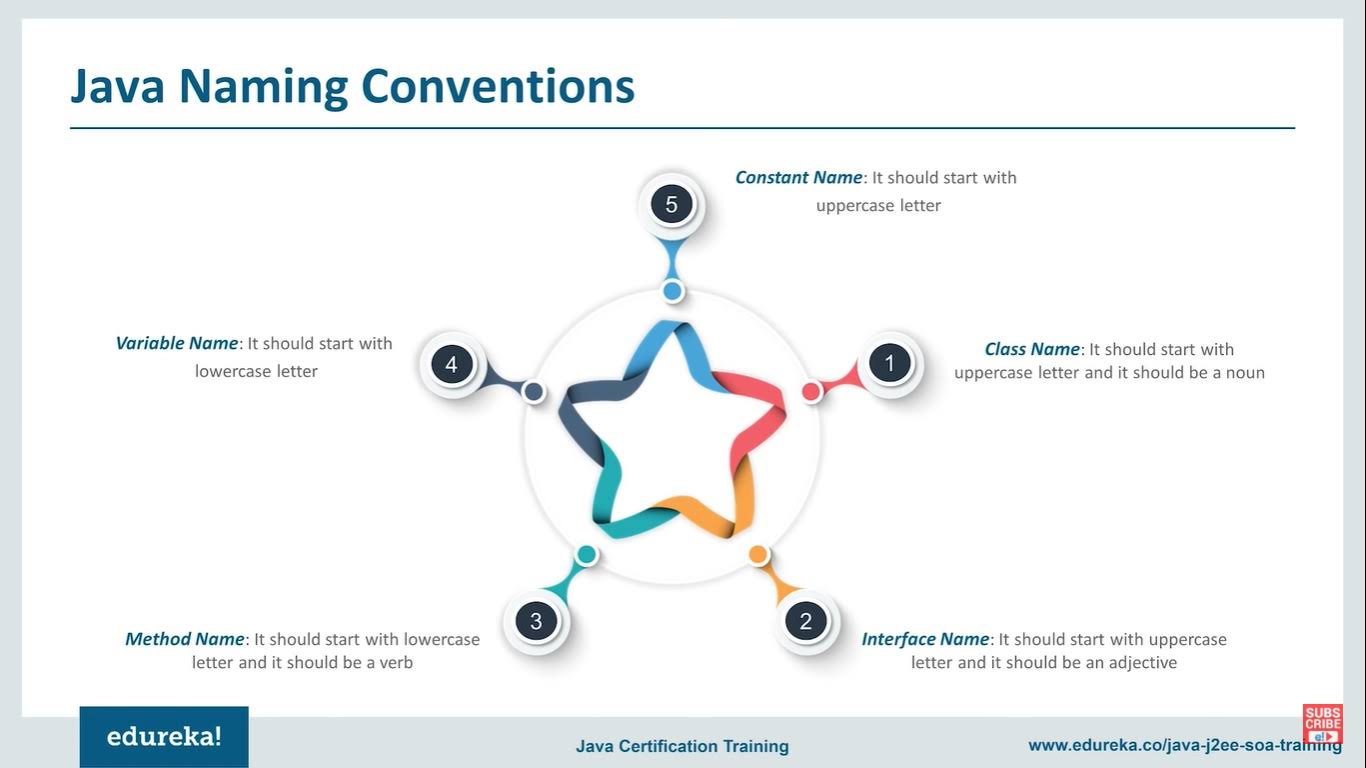 Java Naming Conventions
5
Constant Name: It should start with
uppercase letter
4
Variable Name: It should start with
lowercase letter
1
Class Name: It should start with
uppercase letter and it should be a noun
3
Method Name: It should start with lowercase
letter and it should be a verb
2
Interface Name: It should start with uppercase
letter and it should be an adjective
edureka!
Java Certification Training
www.edureka.co/java-j2ee-soa-training
SUBS
CRIBE
e!